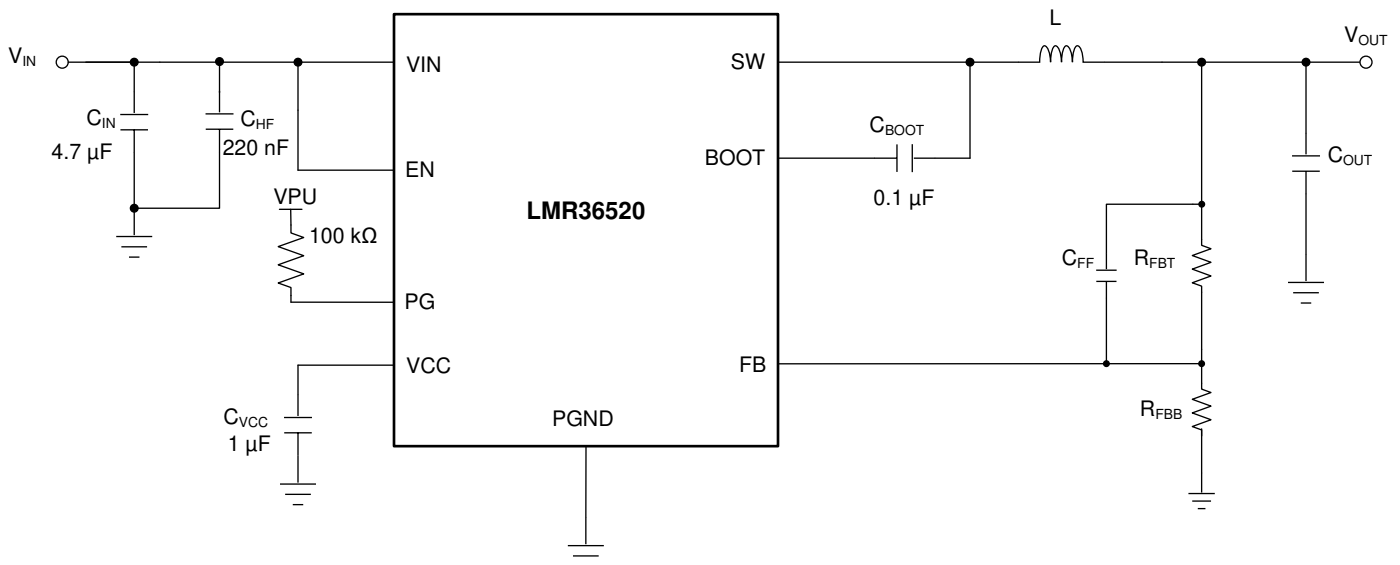 L
V_IN
VIN
SW
V_OUT
C_IN
4.7 µF
C_HF
220 nF
C_BOOT
0.1 µF
BOOT
C_OUT
EN
VPU
100 kΩ
LMR36520
C_FF
R_FBT
PG
VCC
FB
C_VCC
1 µF
PGND
R_FBB